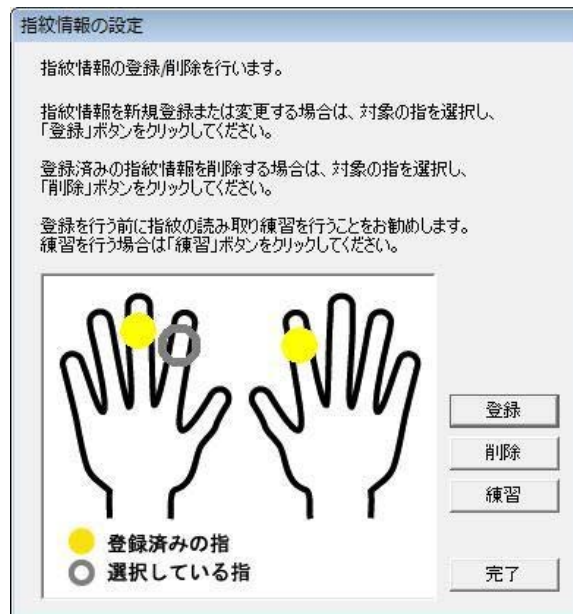 指紋情報の設定
指紋情報の登録/削除を行います。
指紋情報を新規登録または変更する場合は、対象の指を選択し、
「登録」ボタンをクリックしてください。
登録済みの指紋情報を削除する場合は、対象の指を選択し、
「削除」ボタンをクリックしてください。
登録を行う前に指紋の読み取り練習を行うことをお勧めします。
練習を行う場合は「練習」ボタンをクリックしてください。
登録
削除
練習
登録済みの指
選択している指
完了